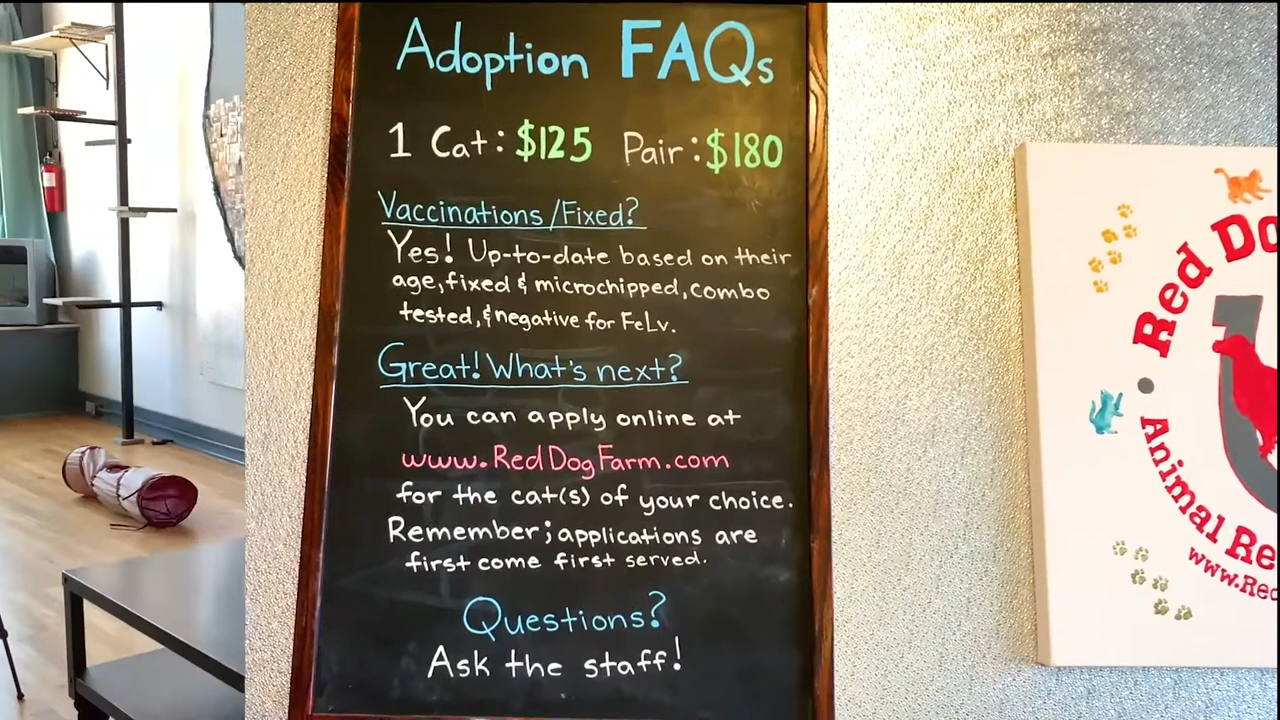 Adoption FAQs
1 Cat: $125 Pair: $180
Vaccinations/Fixed?
Yes! Up-to-date based on their
age, fixed & microchipped, combo
tested, & negative for FeLv.
Great! What's next?
You can apply online at
www.RedDogFarm.com
for the cat(s) of your choice.
Remember; applications are
first come first served.
Questions?
Ask the staff!
Red Do
Animal Re
www.Red